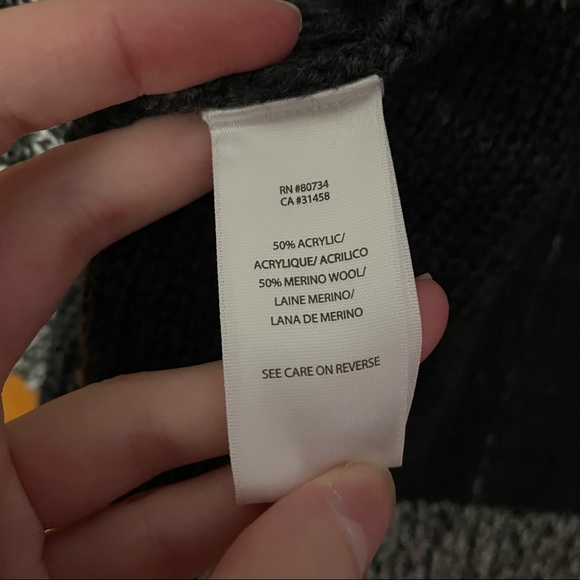 RN #80734
CA #31458
50% ACRYLIC/
ACRYLIQUE/ ACRILICO
50% MERINO WOOL/
LAINE MERINO/
LANA DE MERINO
SEE CARE ON REVERSE